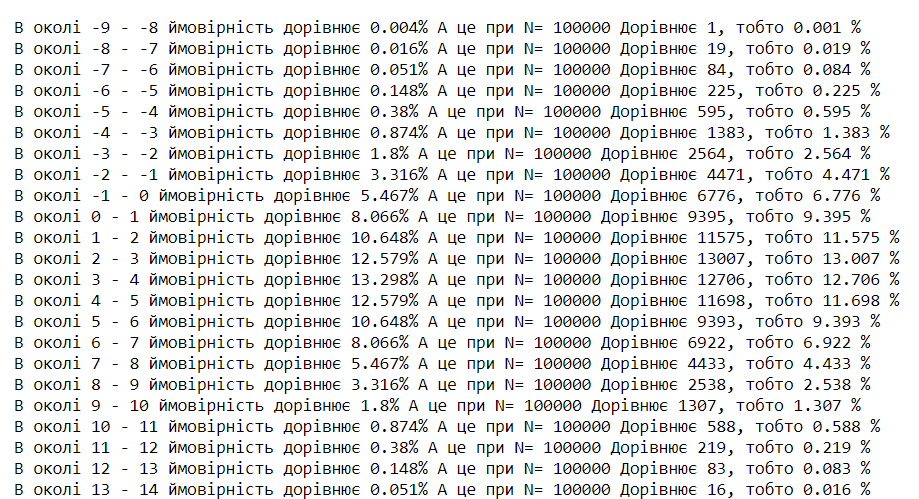 В околі -9 - -8 ймовірність дорівнює 0.004% А це при N= 100000 Дорівнює 1, тобто 0.001 %
В околі -8 - -7 ймовірність дорівнює 0.016% А це при N= 100000 Дорівнює 19, тобто 0.019 %
В околі -7 - -6 ймовірність дорівнює 0.051% А це при N= 100000 Дорівнює 84, тобто 0.084 %
В околі -6 - -5 ймовірність дорівнює 0.148% А це при N= 100000 Дорівнює 225, тобто 0.225 %
В околі -5 - -4 ймовірність дорівнює 0.38% А це при N= 100000 Дорівнює 595, тобто 0.595 %
В околі -4 - -3 ймовірність дорівнює 0.874% А це при N= 100000 Дорівнює 1383, тобто 1.383 %
В околі -3 - -2 ймовірність дорівнює 1.8% А це при N= 100000 Дорівнює 2564, тобто 2.564 %
В околі -2 - -1 ймовірність дорівнює 3.316% А це при N= 100000 Дорівнює 4471, тобто 4.471 %
В околі -1 - 0 ймовірність дорівнює 5.467% А це при N= 100000 Дорівнює 6776, тобто 6.776 %
В околі 0 - 1 ймовірність дорівнює 8.066% А це при N= 100000 Дорівнює 9395, тобто 9.395 %
В околі 1 - 2 ймовірність дорівнює 10.648% А це при N= 100000 Дорівнює 11575, тобто 11.575 %
В околі 2 - 3 ймовірність дорівнює 12.579% А це при N= 100000 Дорівнює 13007, тобто 13.007 %
В околі 3 - 4 ймовірність дорівнює 13.298% А це при N= 100000 Дорівнює 12706, тобто 12.706 %
В околі 4 - 5 ймовірність дорівнює 12.579% А це при N= 100000 Дорівнює 11698, тобто 11.698 %
В околі 5 - 6 ймовірність дорівнює 10.648% А це при N= 100000 Дорівнює 9393, тобто 9.393 %
В околі 6 - 7 ймовірність дорівнює 8.066% А це при N= 100000 Дорівнює 6922, тобто 6.922 %
В околі 7 - 8 ймовірність дорівнює 5.467% А це при N= 100000 Дорівнює 4433, тобто 4.433 %
В околі 8 - 9 ймовірність дорівнює 3.316% А це при N= 100000 Дорівнює 2538, тобто 2.538 %
В околі 9 - 10 ймовірність дорівнює 1.8% А це при N= 100000 Дорівнює 1307, тобто 1.307 %
В околі 10 - 11 ймовірність дорівнює 0.874% А це при N= 100000 Дорівнює 588, тобто 0.588 %
В околі 11 - 12 ймовірність дорівнює 0.38% А це при N= 100000 Дорівнює 219, тобто 0.219 %
В околі 12 - 13 ймовірність дорівнює 0.148% А це при N= 100000 Дорівнює 83, тобто 0.083 %
В околі 13 - 14 ймовірність дорівнює 0.051% А це при N= 100000 Дорівнює 16, тобто 0.016 %